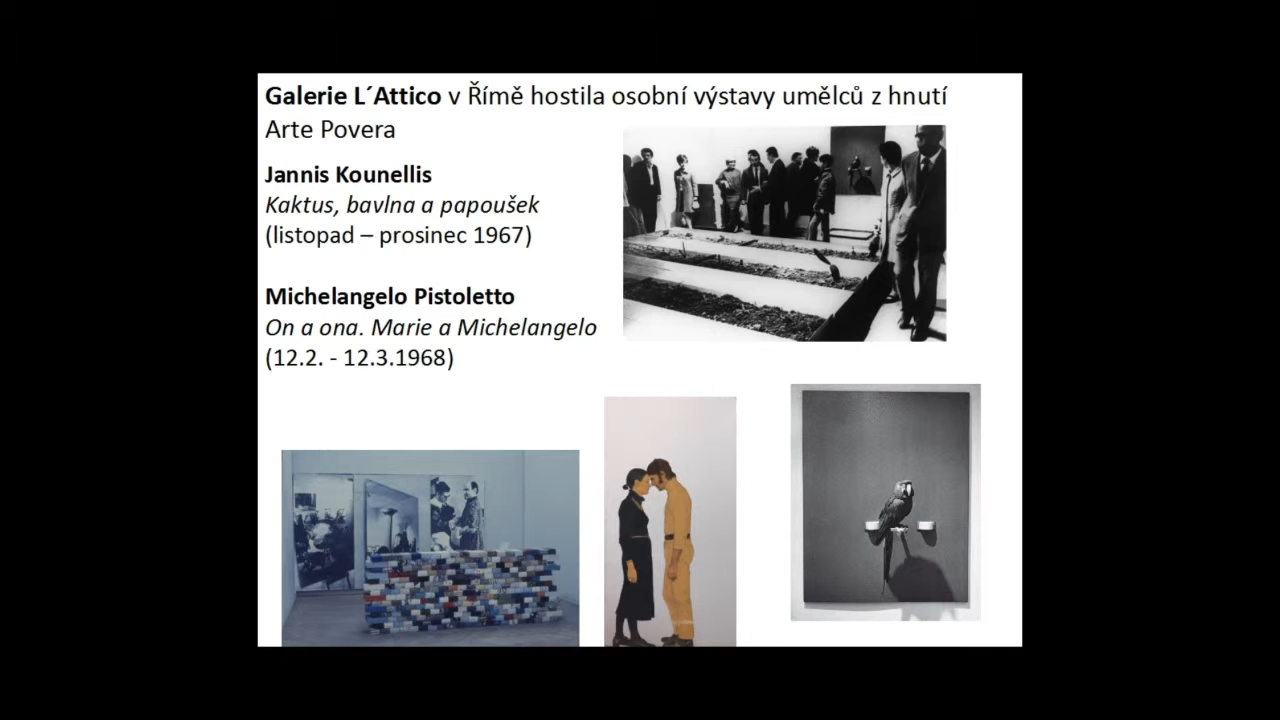 Galerie L´Attico v Římě hostila osobní výstavy umělců z hnutí
Arte Povera
Jannis Kounellis
Kaktus, bavlna a papoušek
(listopad – prosinec 1967)
Michelangelo Pistoletto
On a ona. Marie a Michelangelo
(12.2. - 12.3.1968)